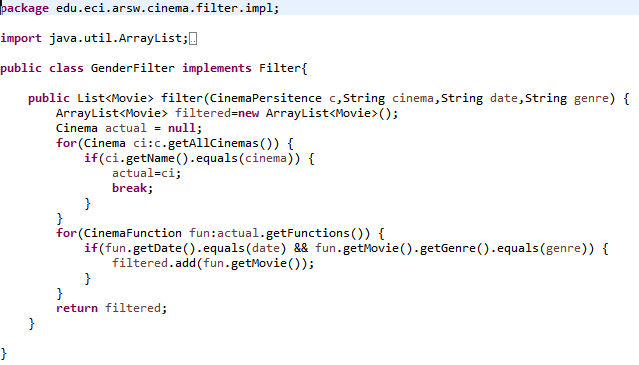 package edu.eci.arsw.cinema.filter.impl;
import java.util.ArrayList;
public class GenderFilter implements Filter{
public List<Movie> filter(CinemaPersitence c,String cinema,String date,String genre) {
ArrayList<Movie> filtered=new ArrayList<Movie>();
Cinema actual = null;
for(Cinema ci:c.getAllCinemas()) {
if(ci.getName().equals(cinema)) {
actual=ci;
break;
}
}
for(CinemaFunction fun:actual.getFunctions()) {
if(fun.getDate().equals(date) && fun.getMovie().getGenre().equals(genre)) {
filtered.add(fun.getMovie());
}
}
return filtered;
}
}